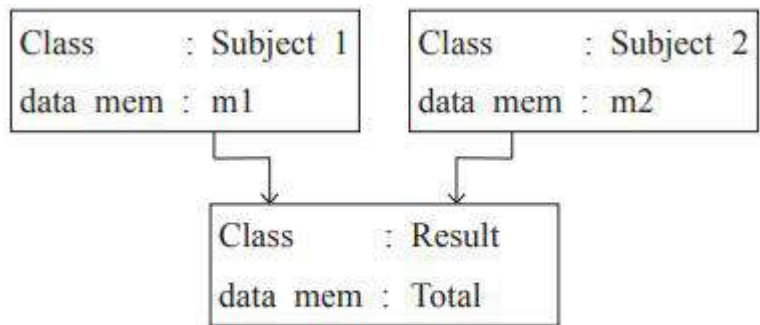 Class : Subject 1
data mem : m1
Class : Subject 2
data mem : m2
Class : Result
data mem : Total